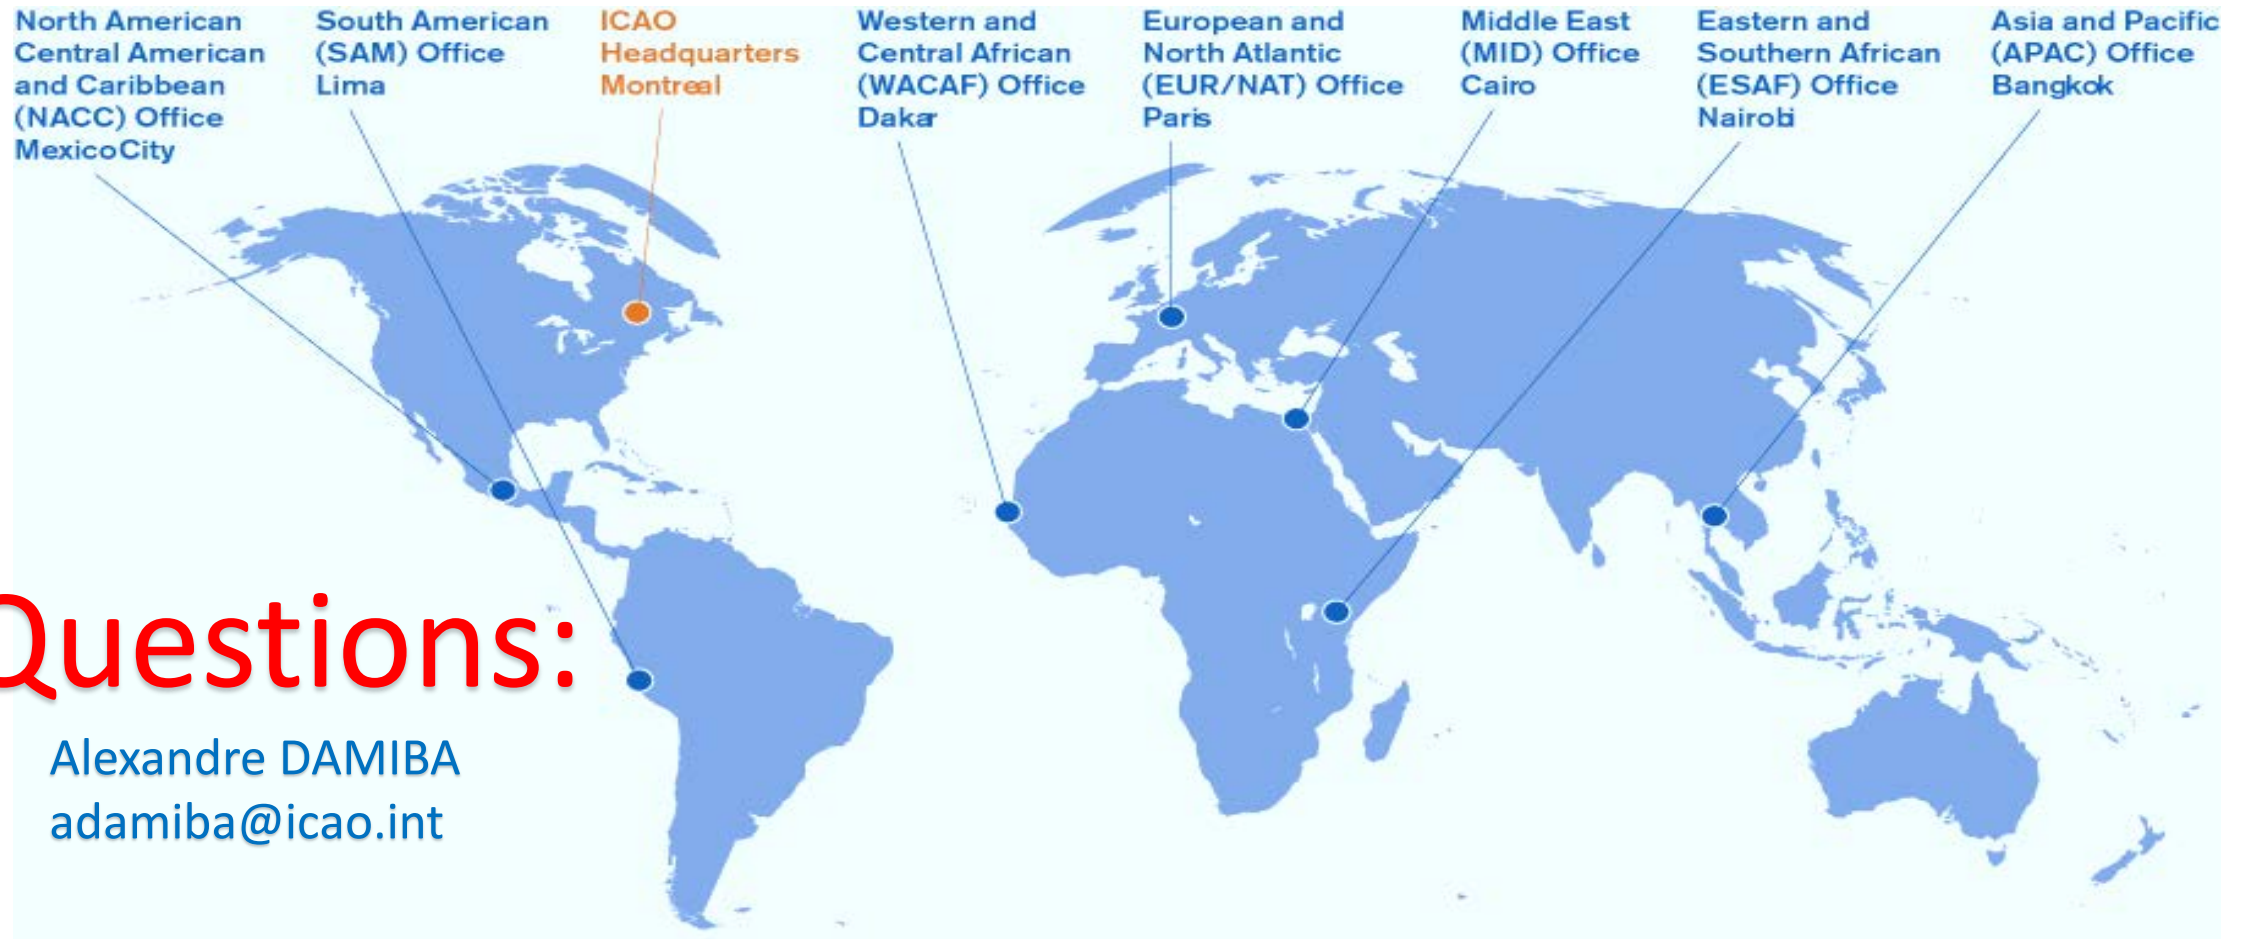 North American
Central American
and Caribbean
(NACC) Office
MexicoCity
South American
(SAM) Office
Lima
ICAO
Headquarters
Montreal
Western and
Central African
(WACAF) Office
Dakar
European and
North Atlantic
(EUR/NAT) Office
Paris
Middle East
(MID) Office
Cairo
Eastern and
Southern African
(ESAF) Office
Nairobi
Asia and Pacific
(APAC) Office
Bangkok
Questions:
Alexandre DAMIBA
adamiba@icao.int